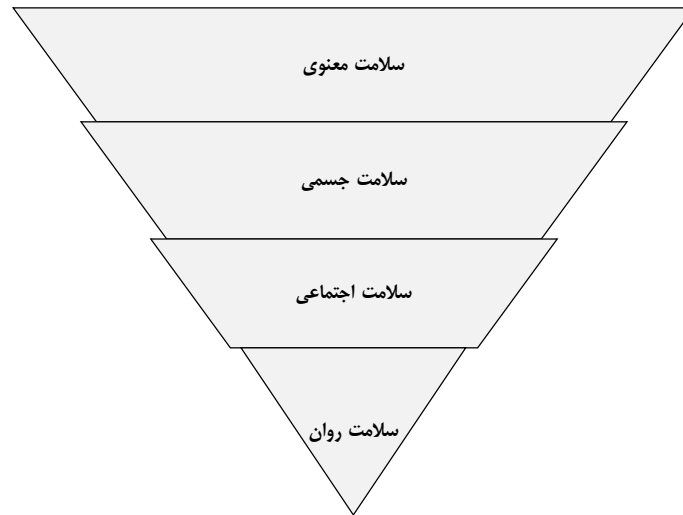 سلامت معنوی
سلامت جسمی
سلامت اجتماعی
سلامت روان